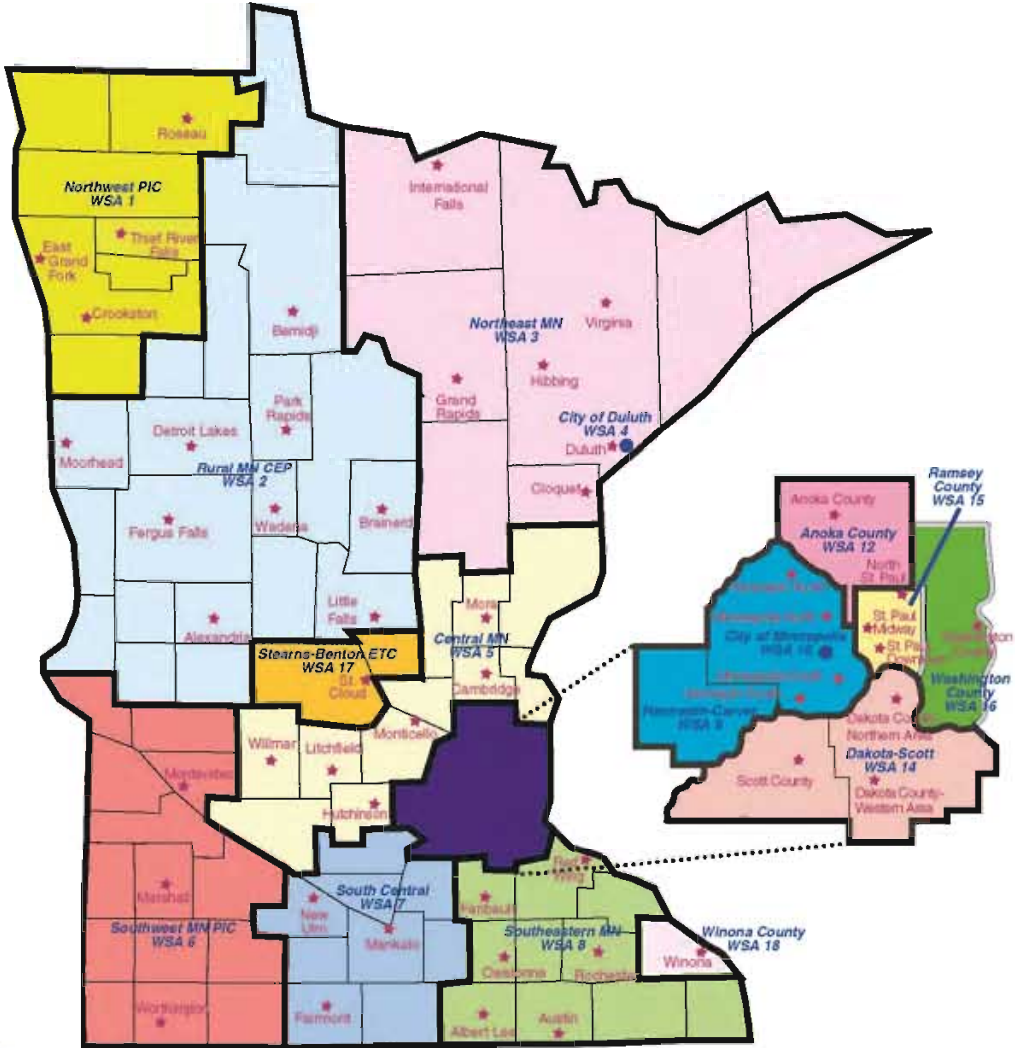 Roseau
Northwest PIC
WSA 1
East
Grand
Fork
Thief River
Falls
Crookston
International
Falls
Northeast MN
WSA 3
Virginia
Hibbing
Grand
Rapids
City of Duluth
WSA 4
Duluth
Cloquet
Bemidji
Park
Rapids
Detroit Lakes
Moorhead
Rural MN CEP
WSA 2
Fergus Falls
Wadena
Brainerd
Little
Falls
Alexandria
Stearns-Benton ETC
WSA 17
St.
Cloud
Mora
Central MN
WSA 5
Cambridge
Monticello
Willmar
Litchfield
Hutchinson
Montevideo
Marshall
Southwest MN PIC
WSA 6
Worthington
South Central
WSA 7
New
Ulm
Mankato
Fairmont
Red
Wing
Faribault
Southeastern MN
WSA 8
Owatonna
Rochester
Albert Lea
Austin
Winona County
WSA 18
Winona
Ramsey
County
WSA 15
Anoka County
Anoka County
WSA 12
North
St. Paul
St. Paul
Midway
St. Paul
City of Minneapolis
Hennepin-Carver
WSA 9
Washington
County
WSA 16
Dakota County-
Northern Area
Dakota-Scott
WSA 14
Scott County
Dakota County-
Western Area